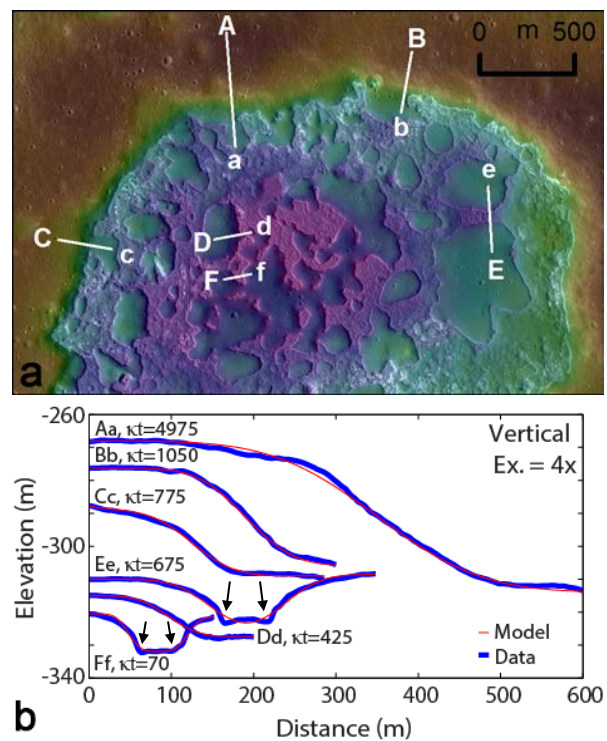 A
B
0 m 500
a
b
e
C
c
D
d
F
f
E
a
-260
-300
-340
Elevation (m)
Aa, κt=4975
Vertical
Ex. = 4x
Bb, κt=1050
Cc, κt=775
Ee, κt=675
Dd, κt=425
Ff, κt=70
Model
Data
0 100 200 300 400 500 600
Distance (m)
b